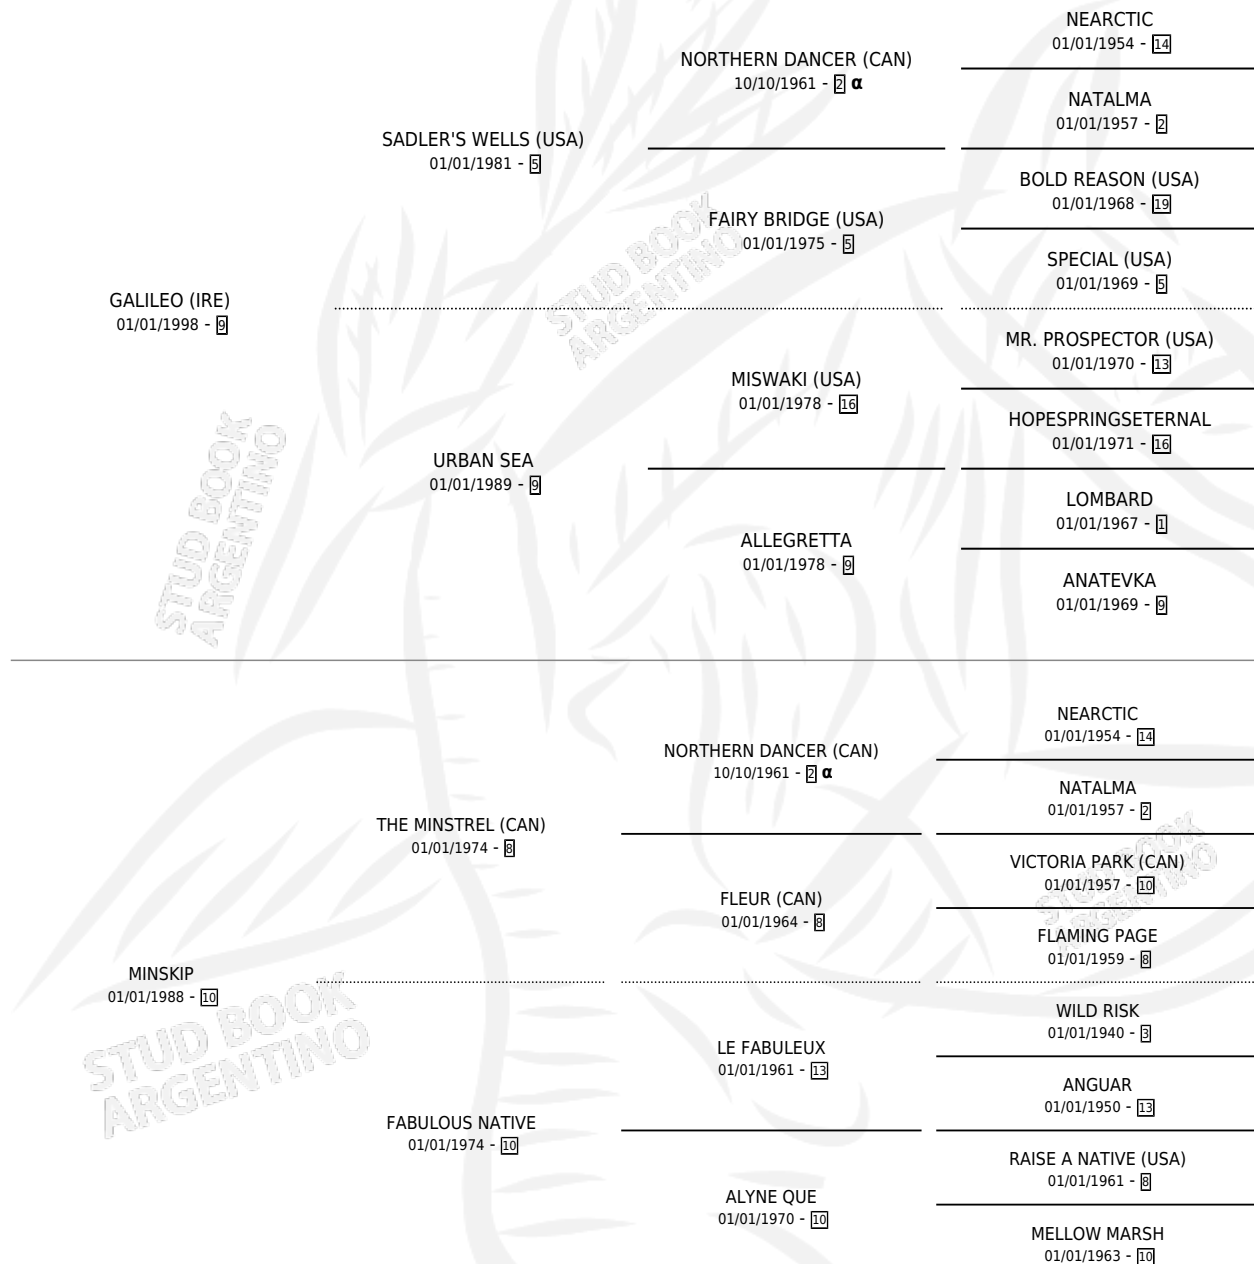 NEARCTIC
01/01/1954 - 14
NORTHERN DANCER (CAN)
10/10/1961 - 2 α
NATALMA
01/01/1957 - 2
SADLER'S WELLS (USA)
01/01/1981 - 5
BOLD REASON (USA)
01/01/1968 - 19
FAIRY BRIDGE (USA)
01/01/1975 - 5
SPECIAL (USA)
01/01/1969 - 5
GALILEO (IRE)
01/01/1998 - 9
MR. PROSPECTOR (USA)
01/01/1970 - 13
MISWAKI (USA)
01/01/1978 - 16
HOPESPRINGSETERNAL
01/01/1971 - 16
URBAN SEA
01/01/1989 - 9
LOMBARD
01/01/1967 - 1
ALLEGRETTA
01/01/1978 - 9
ANATEVKA
01/01/1969 - 9
STUD BOOK
ARGENTINO
STUD BOOK
ARGENTINO
NEARCTIC
01/01/1954 - 14
NORTHERN DANCER (CAN)
10/10/1961 - 2 α
NATALMA
01/01/1957 - 2
THE MINSTREL (CAN)
01/01/1974 - 8
VICTORIA PARK (CAN)
01/01/1957 - 10
FLEUR (CAN)
01/01/1964 - 8
FLAMING PAGE
01/01/1959 - 8
MINSKIP
01/01/1988 - 10
WILD RISK
01/01/1940 - 3
LE FABULEUX
01/01/1961 - 13
ANGUAR
01/01/1950 - 13
FABULOUS NATIVE
01/01/1974 - 10
RAISE A NATIVE (USA)
01/01/1961 - 8
ALYNE QUE
01/01/1970 - 10
MELLOW MARSH
01/01/1963 - 10
STUD BOOK
ARGENTINO
STUD BOOK
ARGENTINO